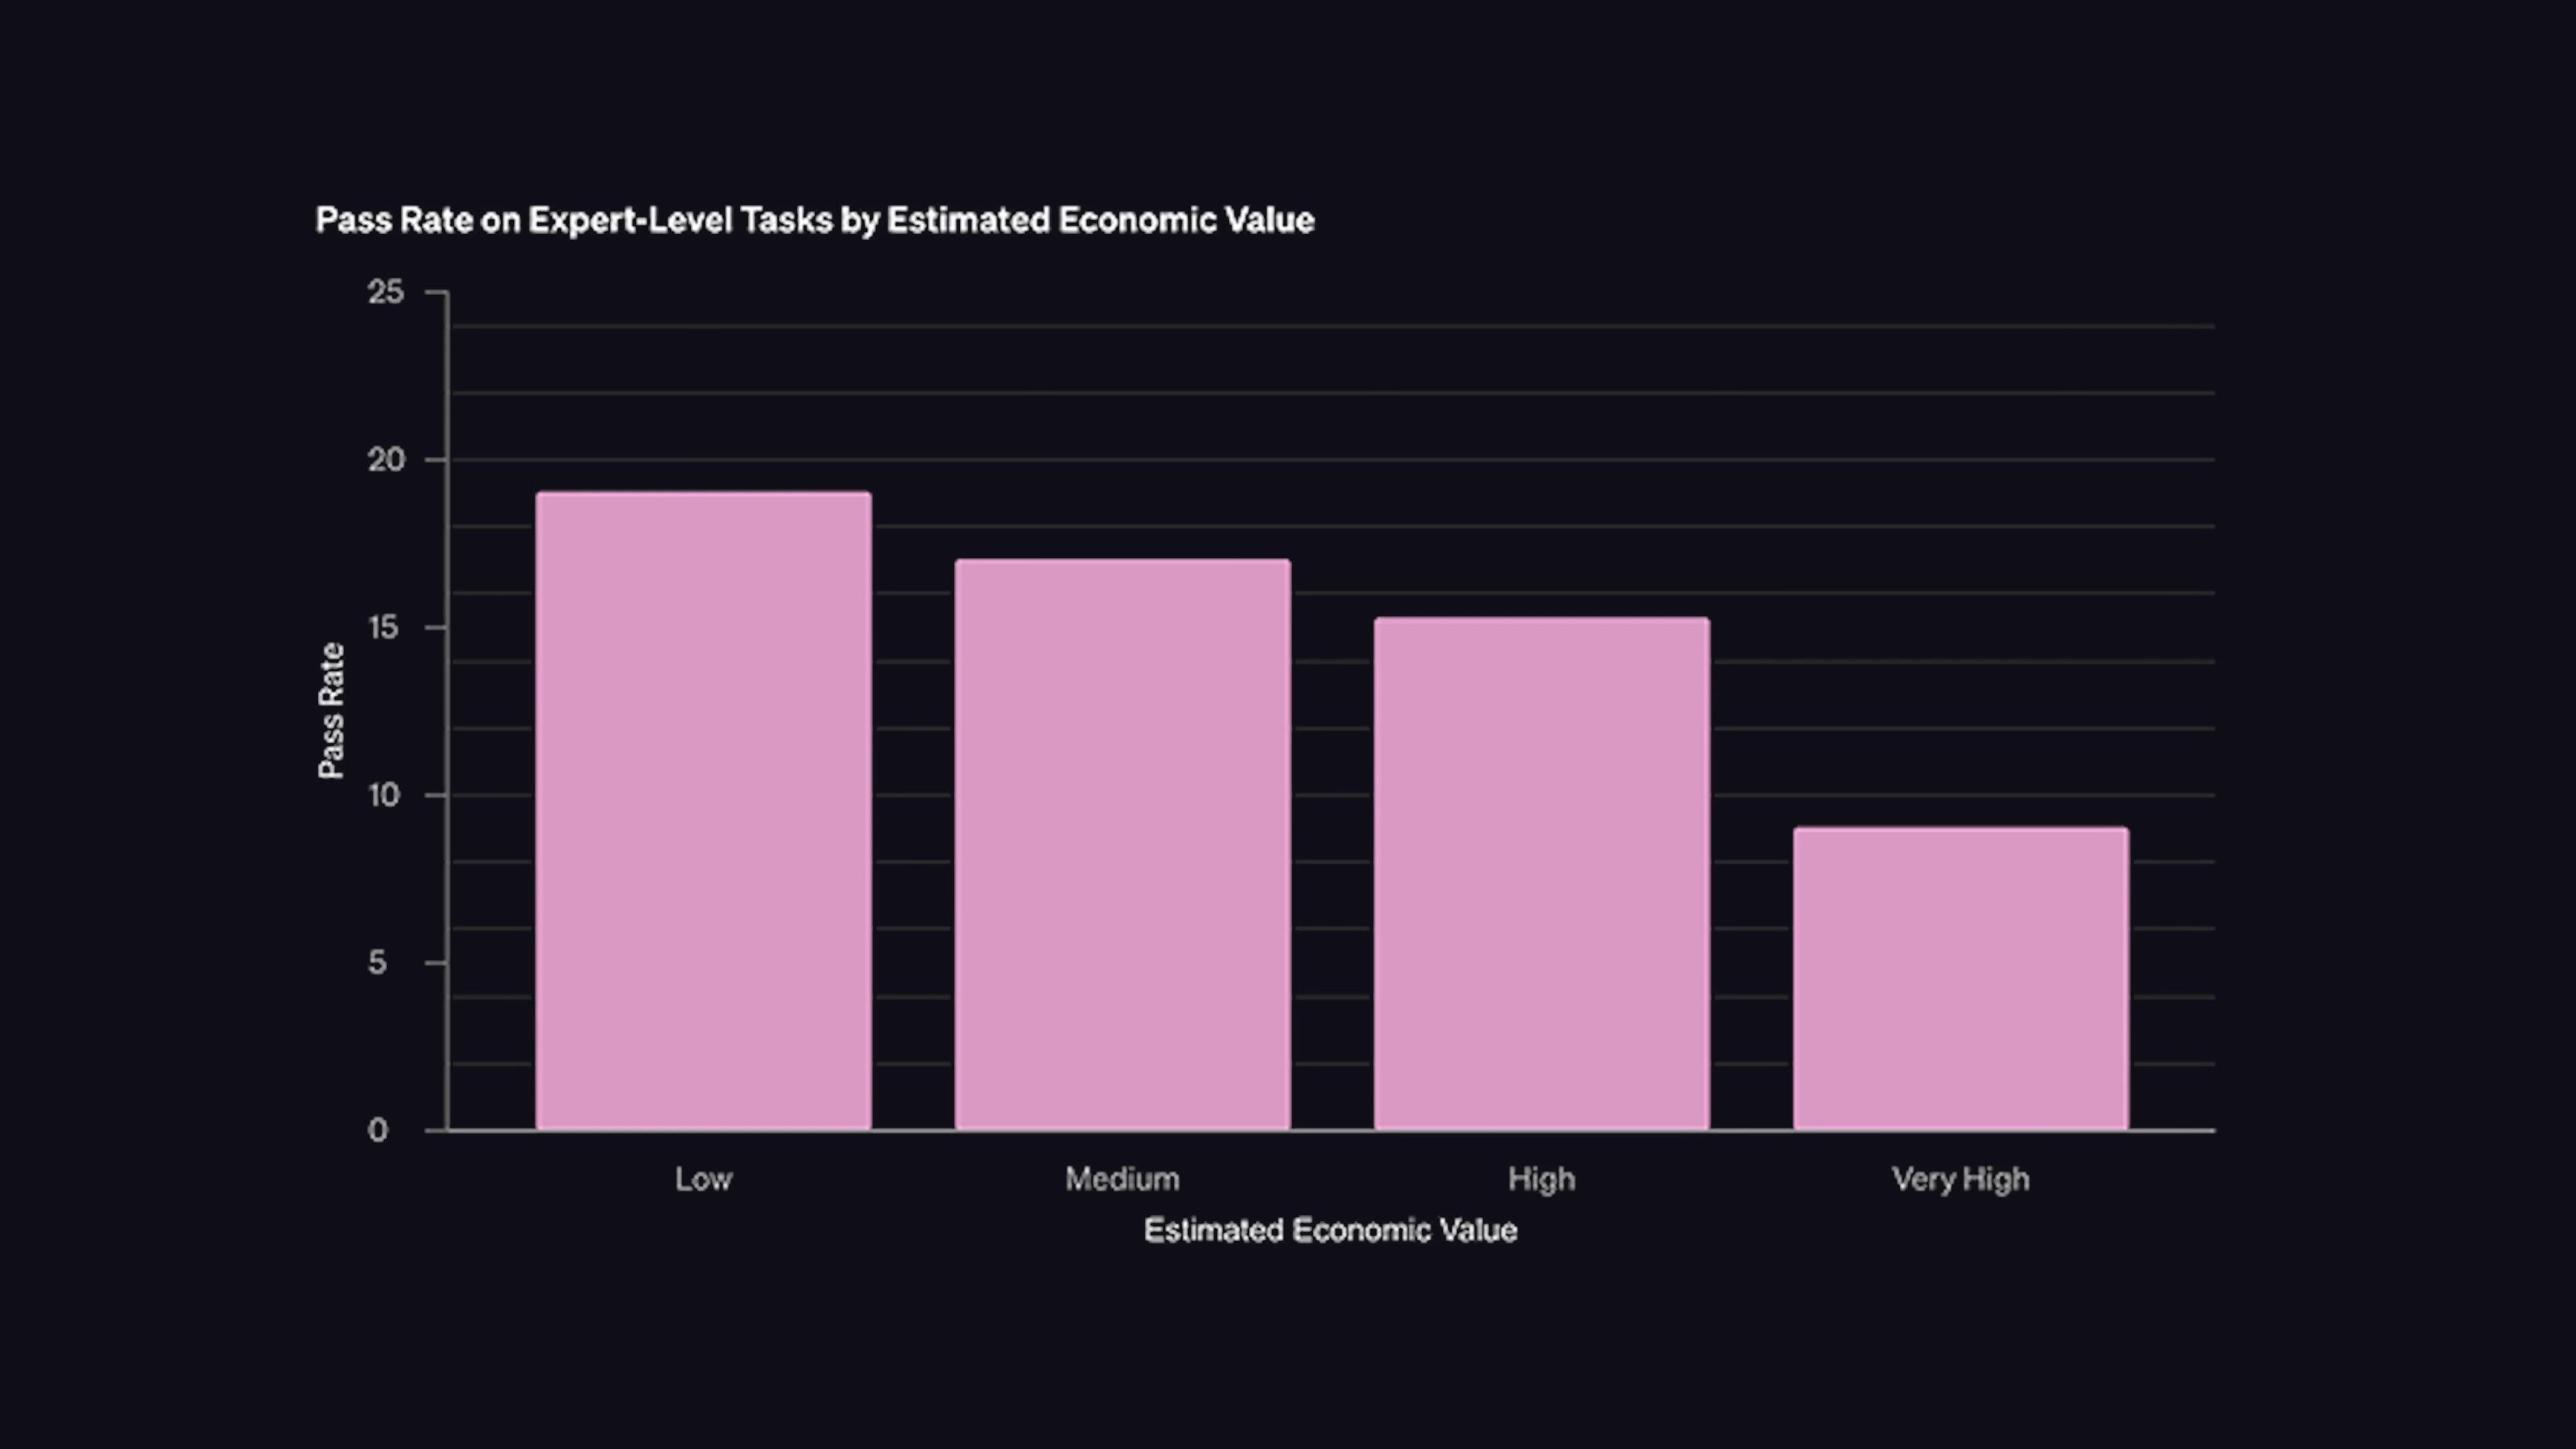 Pass Rate on Expert-Level Tasks by Estimated Economic Value
25
20
15
10
5
0
Pass Rate
Low
Medium
High
Very High
Estimated Economic Value